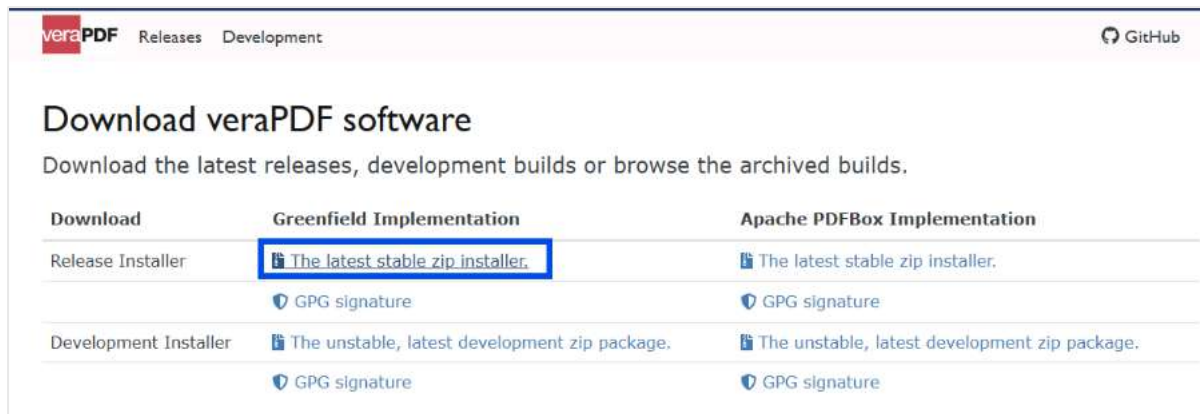 veraPDF Releases Development GitHub
Download veraPDF software
Download the latest releases, development builds or browse the archived builds.
Download Greenfield Implementation Apache PDFBox Implementation
Release Installer The latest stable zip installer. The latest stable zip installer.
GPG signature GPG signature
Development Installer The unstable, latest development zip package. The unstable, latest development zip package.
GPG signature GPG signature